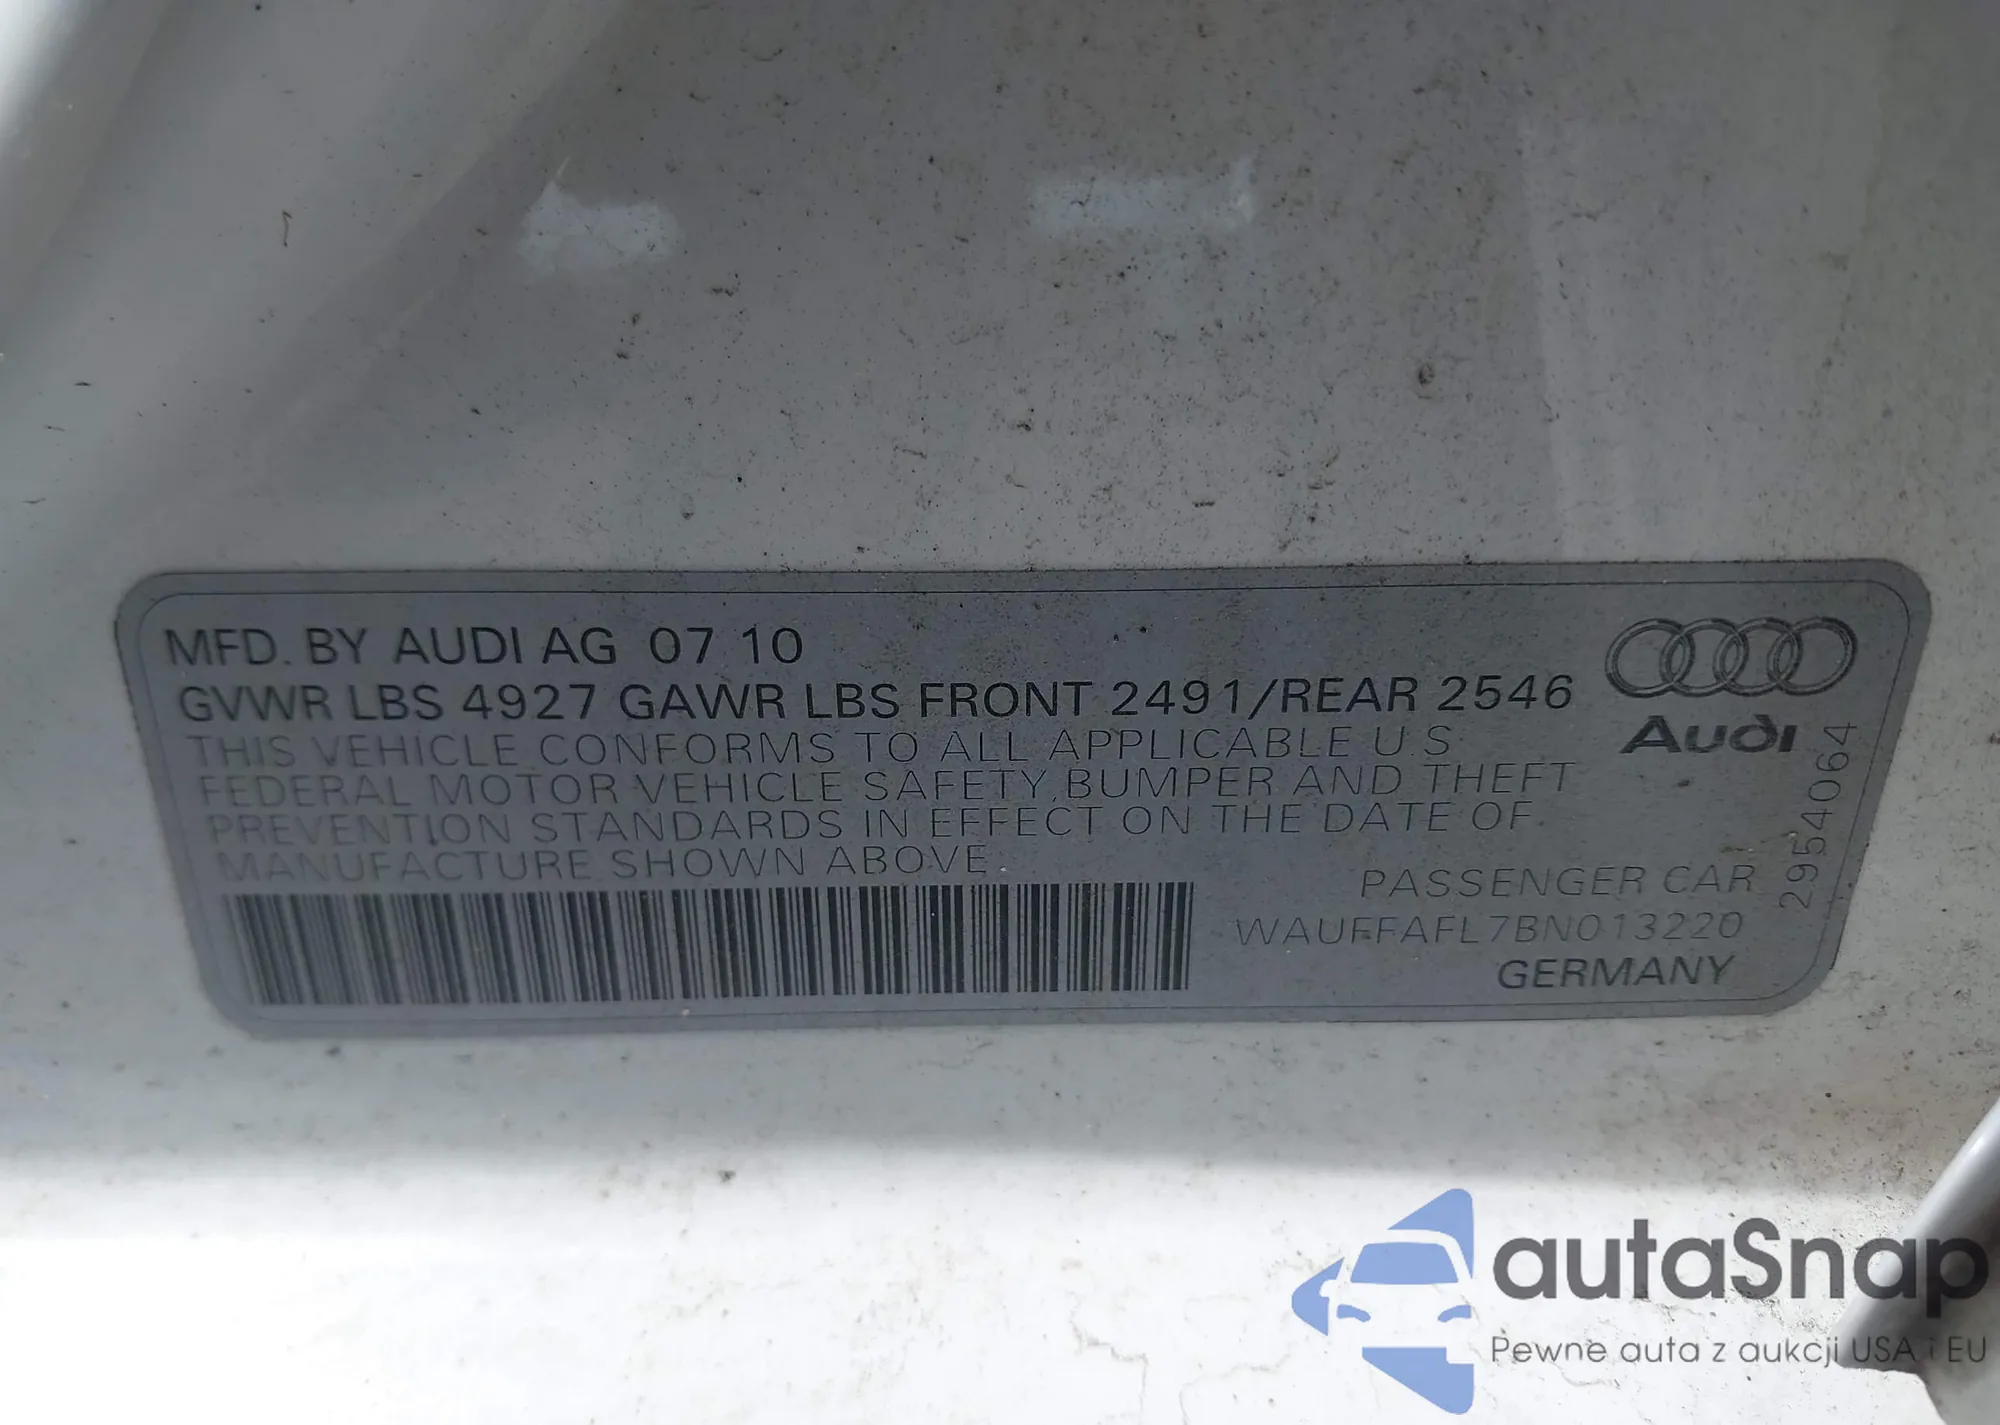 MFD. BY AUDI AG 07 10
GVWR LBS 4927 GAWR LBS FRONT 2491/REAR 2546
THIS VEHICLE CONFORMS TO ALL APPLICABLE U.S.
FEDERAL MOTOR VEHICLE SAFETY, BUMPER AND THEFT
PREVENTION STANDARDS IN EFFECT ON THE DATE OF
MANUFACTURE SHOWN ABOVE.
Audi
2954064
PASSENGER CAR
WAUFFAFL7BN013220
GERMANY
autaSnap
Pewne auta z aukcji USA i EU